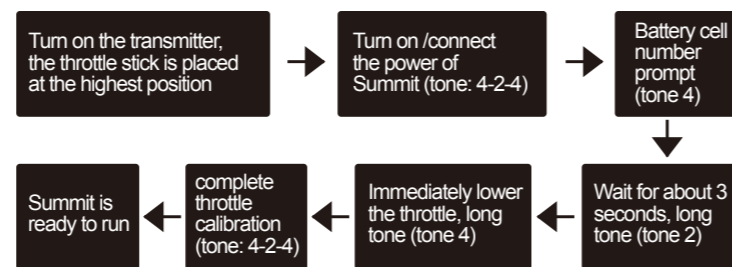 Turn on the transmitter,
the throttle stick is placed
at the highest position
Turn on /connect
the power of
Summit (tone: 4-2-4)
Battery cell
number
prompt
(tone 4)
Wait for about 3
seconds, long
tone (tone 2)
Immediately lower
the throttle, long
tone (tone 4)
complete
throttle
calibration
(tone: 4-2-4)
Summit is
ready to run